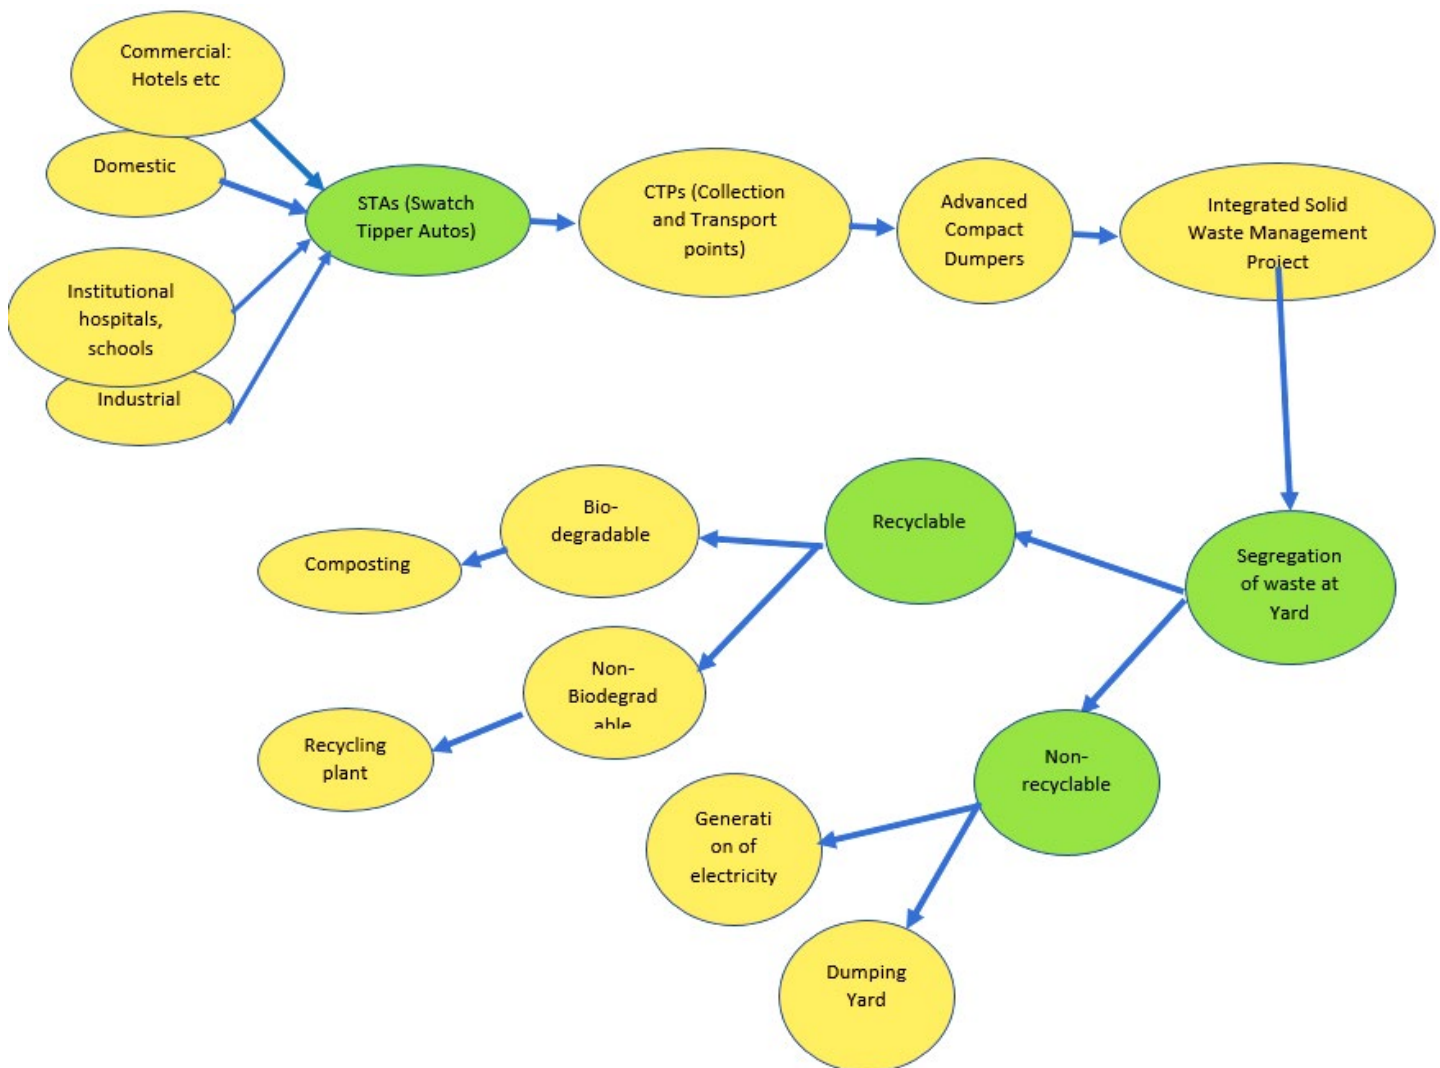 Commercial:
Hotels etc
Domestic
Institutional
hospitals,
schools
Industrial
STAs (Swatch
Tipper Autos)
CTPs (Collection
and Transport
points)
Advanced
Compact
Dumpers
Integrated Solid
Waste Management
Project
Segregation
of waste at
Yard
Recyclable
Bio-
degradable
Composting
Non-
Biodegrad
able
Recycling
plant
Non-
recyclable
Generati
on of
electricity
Dumping
Yard